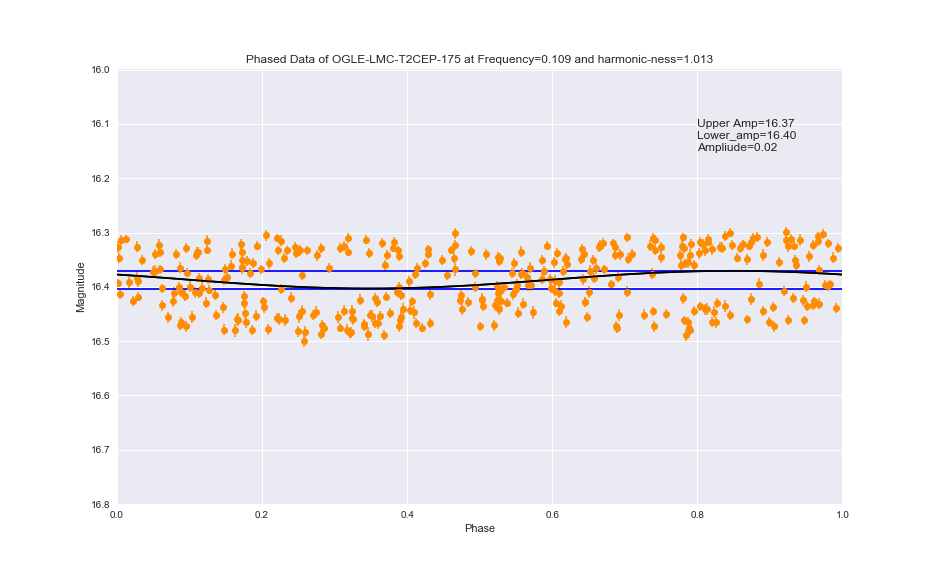 Phased Data of OGLE-LMC-T2CEP-175 at Frequency=0.109 and harmonic-ness=1.013
16.0
16.1
Upper Amp=16.37
Lower_amp=16.40
Ampliude=0.02
16.2
16.3
Magnitude
16.4
16.5
16.6
16.7
16.8
0.0 0.2 0.4 0.6 0.8 1.0
Phase